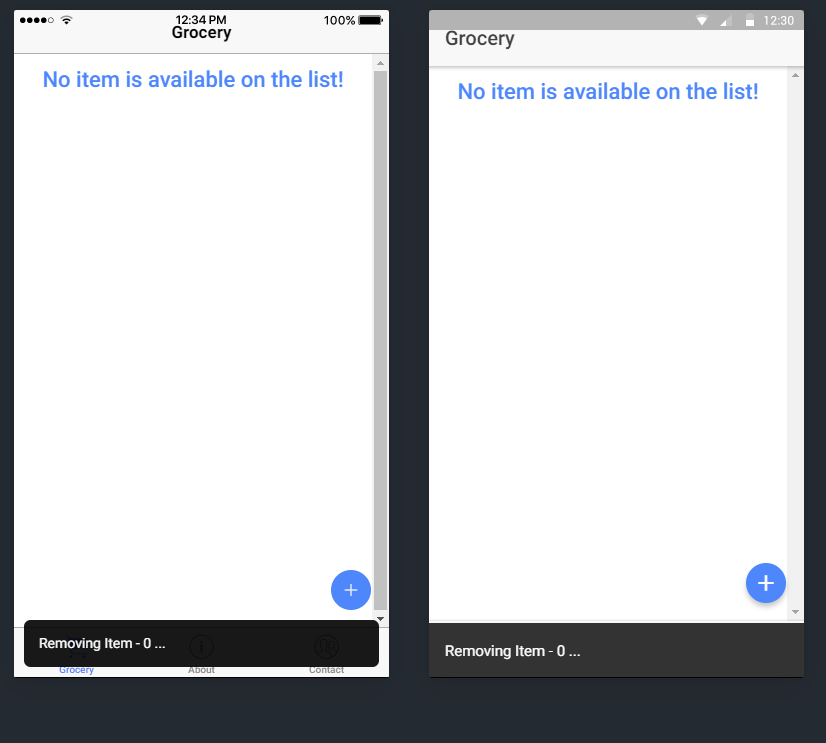 12:34 PM 100%
Grocery
No item is available on the list!
Removing Item - 0 ...
Grocery About Contact
12:30
Grocery
No item is available on the list!
Removing Item - 0 ...